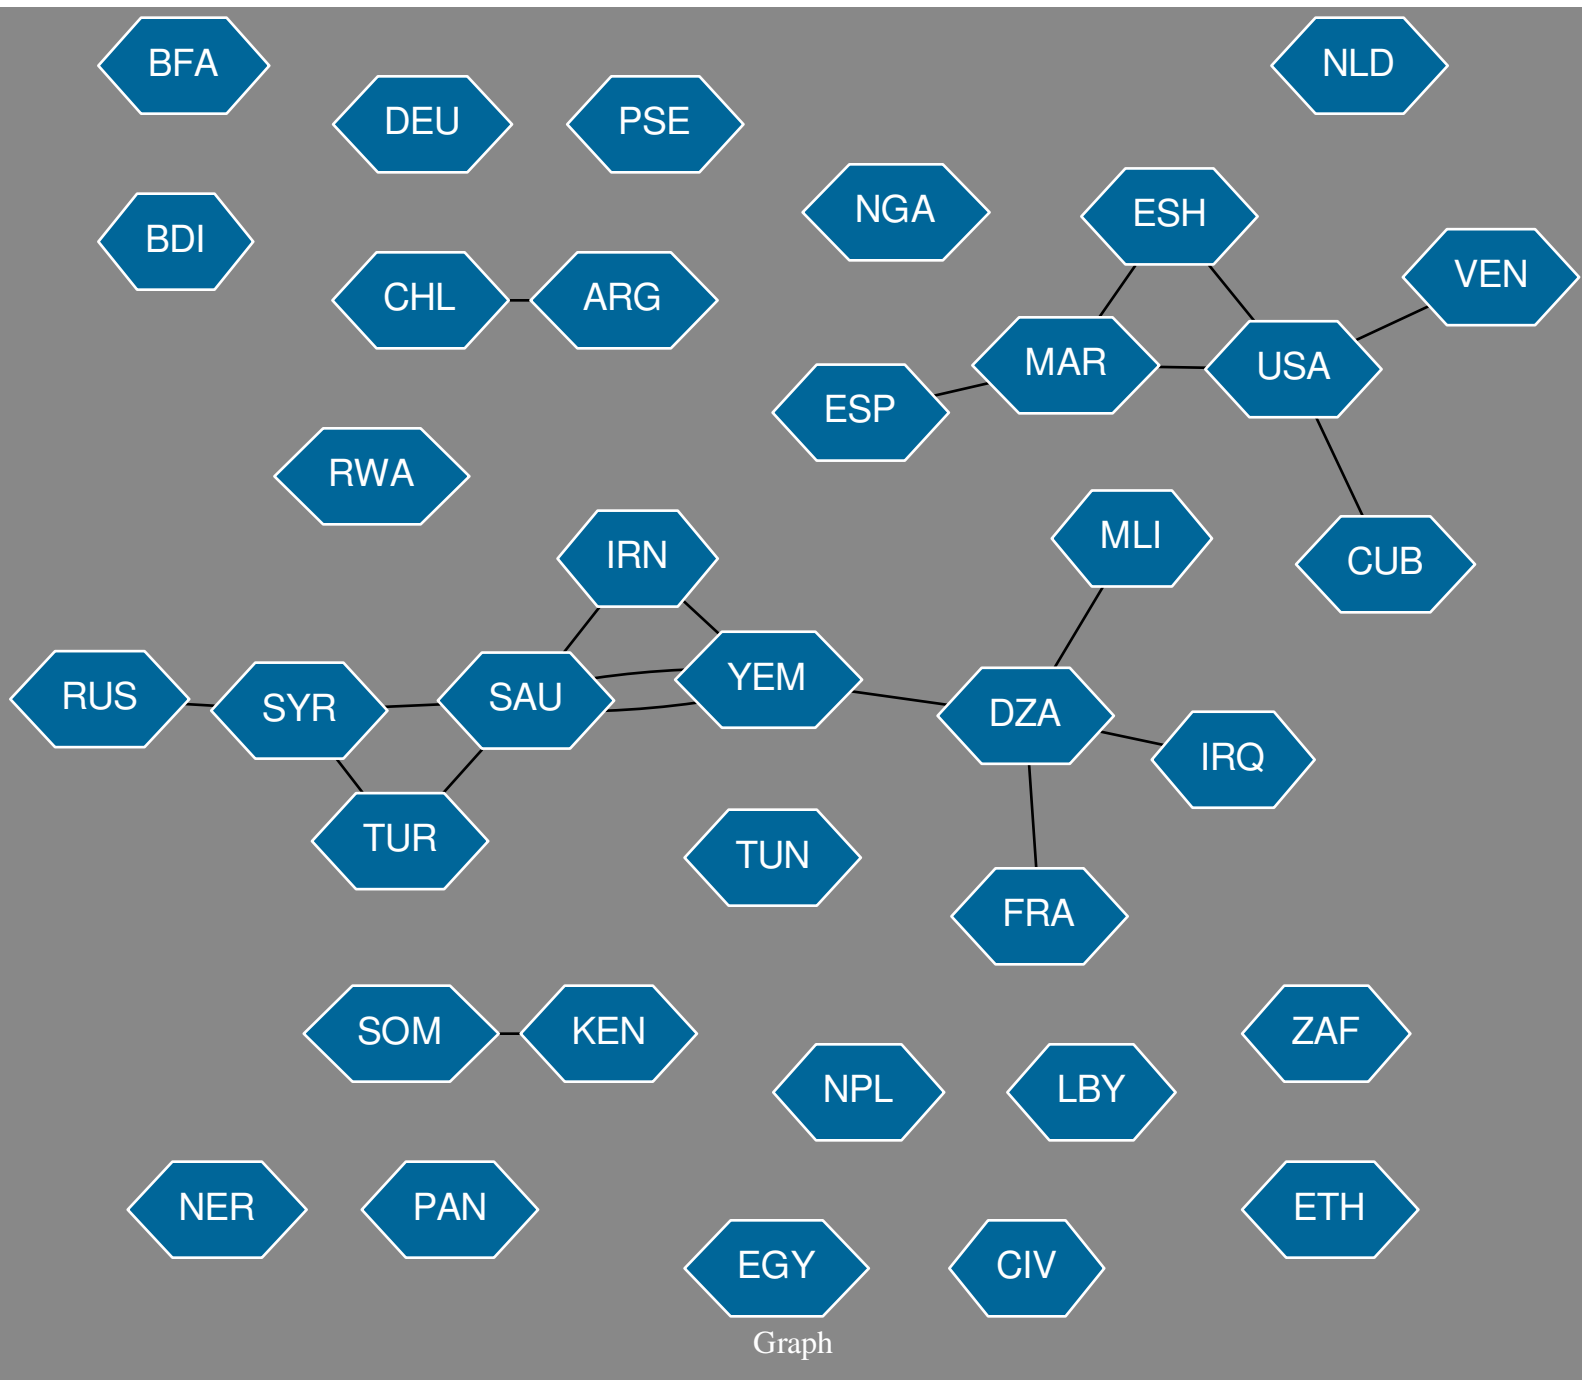 BFA
NLD
DEU
PSE
NGA
ESH
BDI
VEN
CHL
ARG
MAR
USA
ESP
RWA
MLI
IRN
CUB
RUS
SYR
SAU
YEM
DZA
IRQ
TUR
TUN
FRA
SOM
KEN
ZAF
NPL
LBY
NER
PAN
ETH
EGY
CIV
Graph